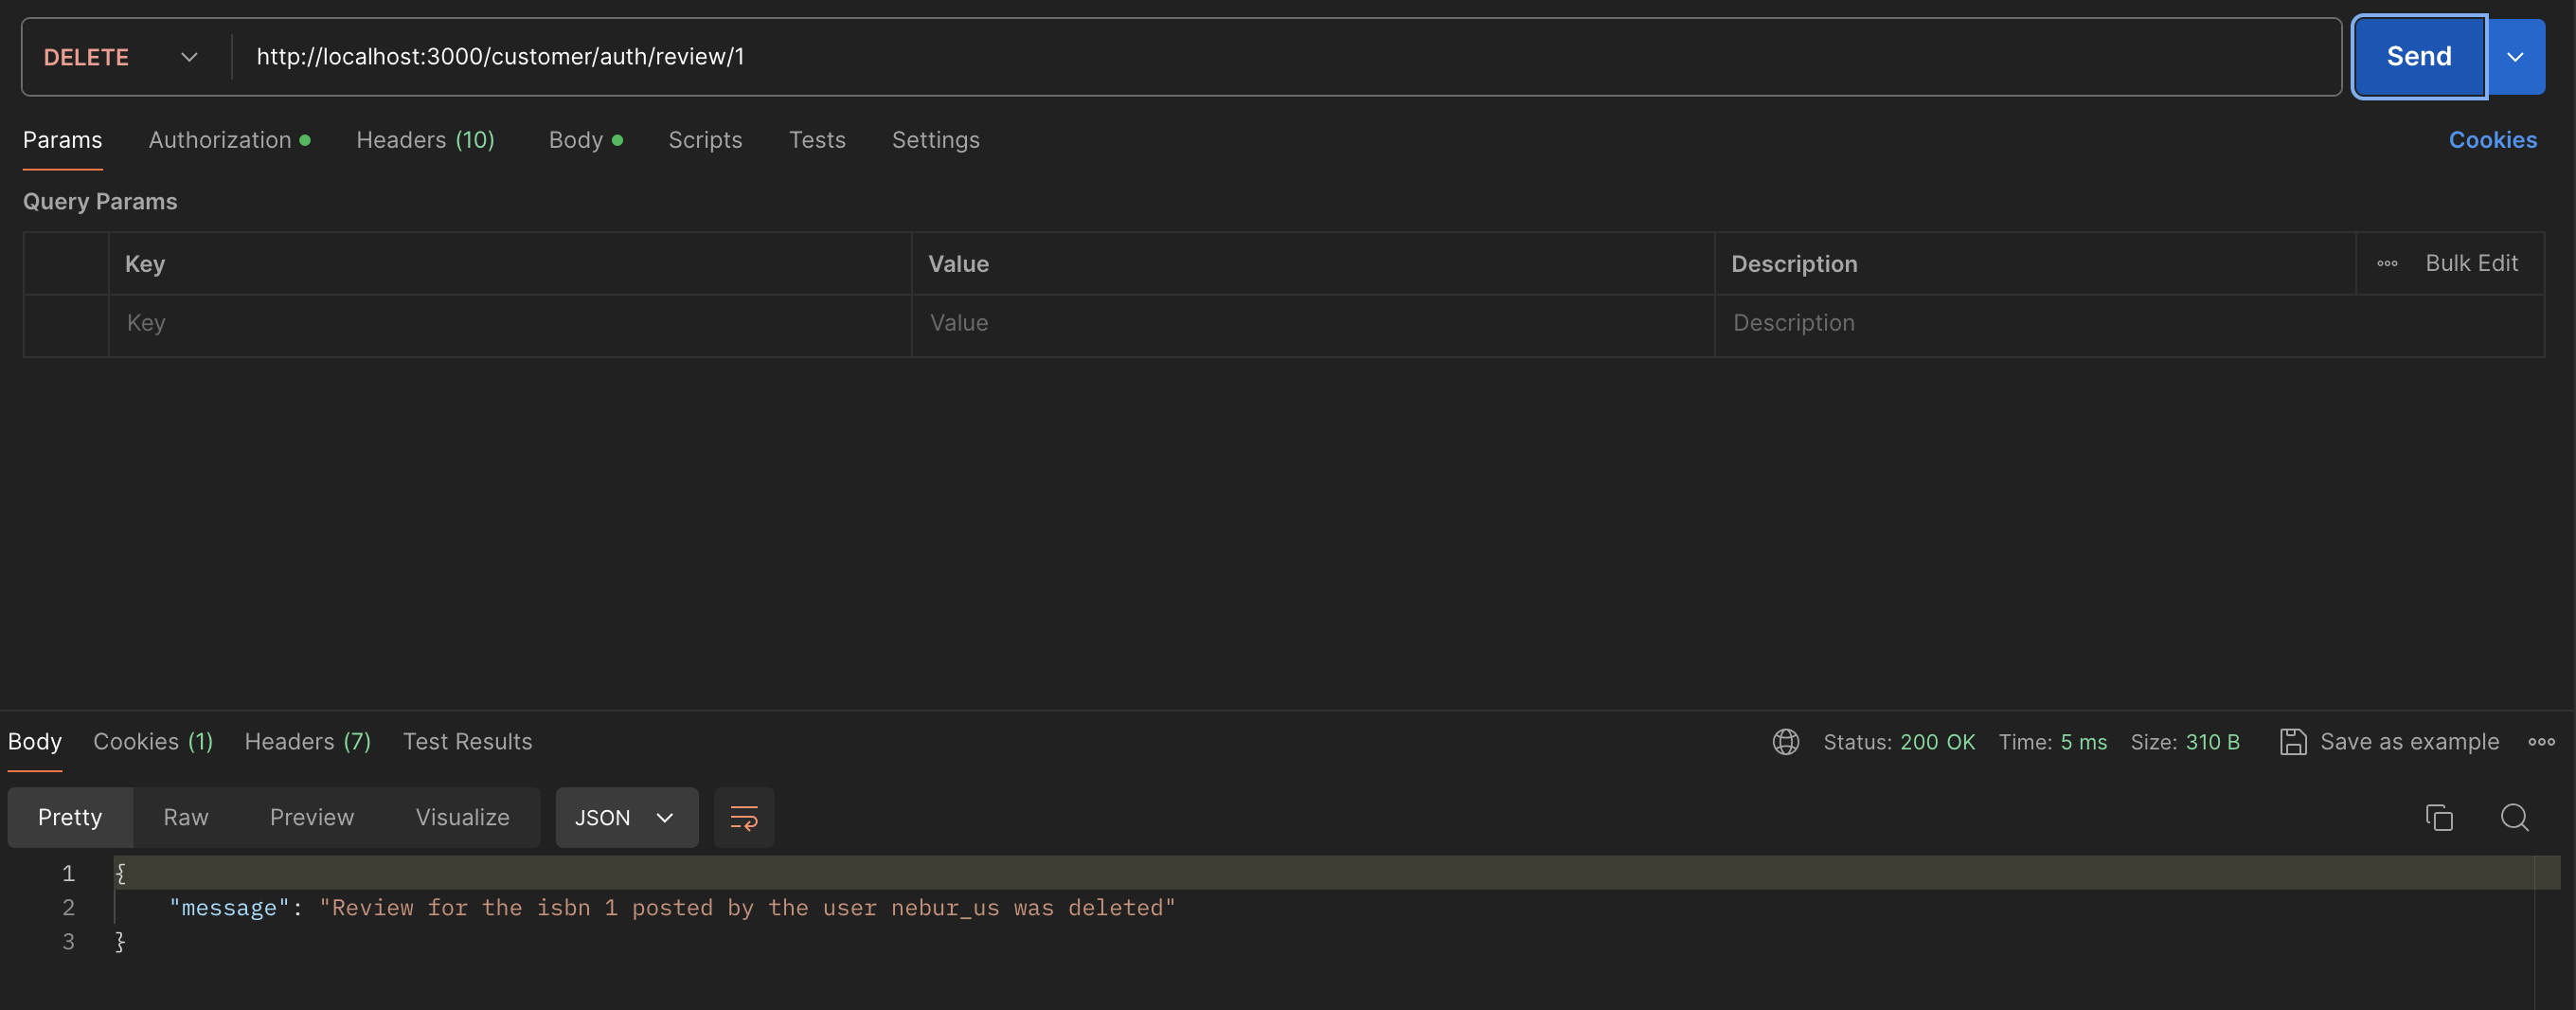 DELETE http://localhost:3000/customer/auth/review/1 Send
Params Authorization Headers (10) Body Scripts Tests Settings Cookies
Query Params
Key Value Description Bulk Edit
Key Value Description
Body Cookies (1) Headers (7) Test Results Status: 200 OK Time: 5 ms Size: 310 B Save as example
Pretty Raw Preview Visualize JSON
1 {
2 "message": "Review for the isbn 1 posted by the user nebur_us was deleted"
3 }